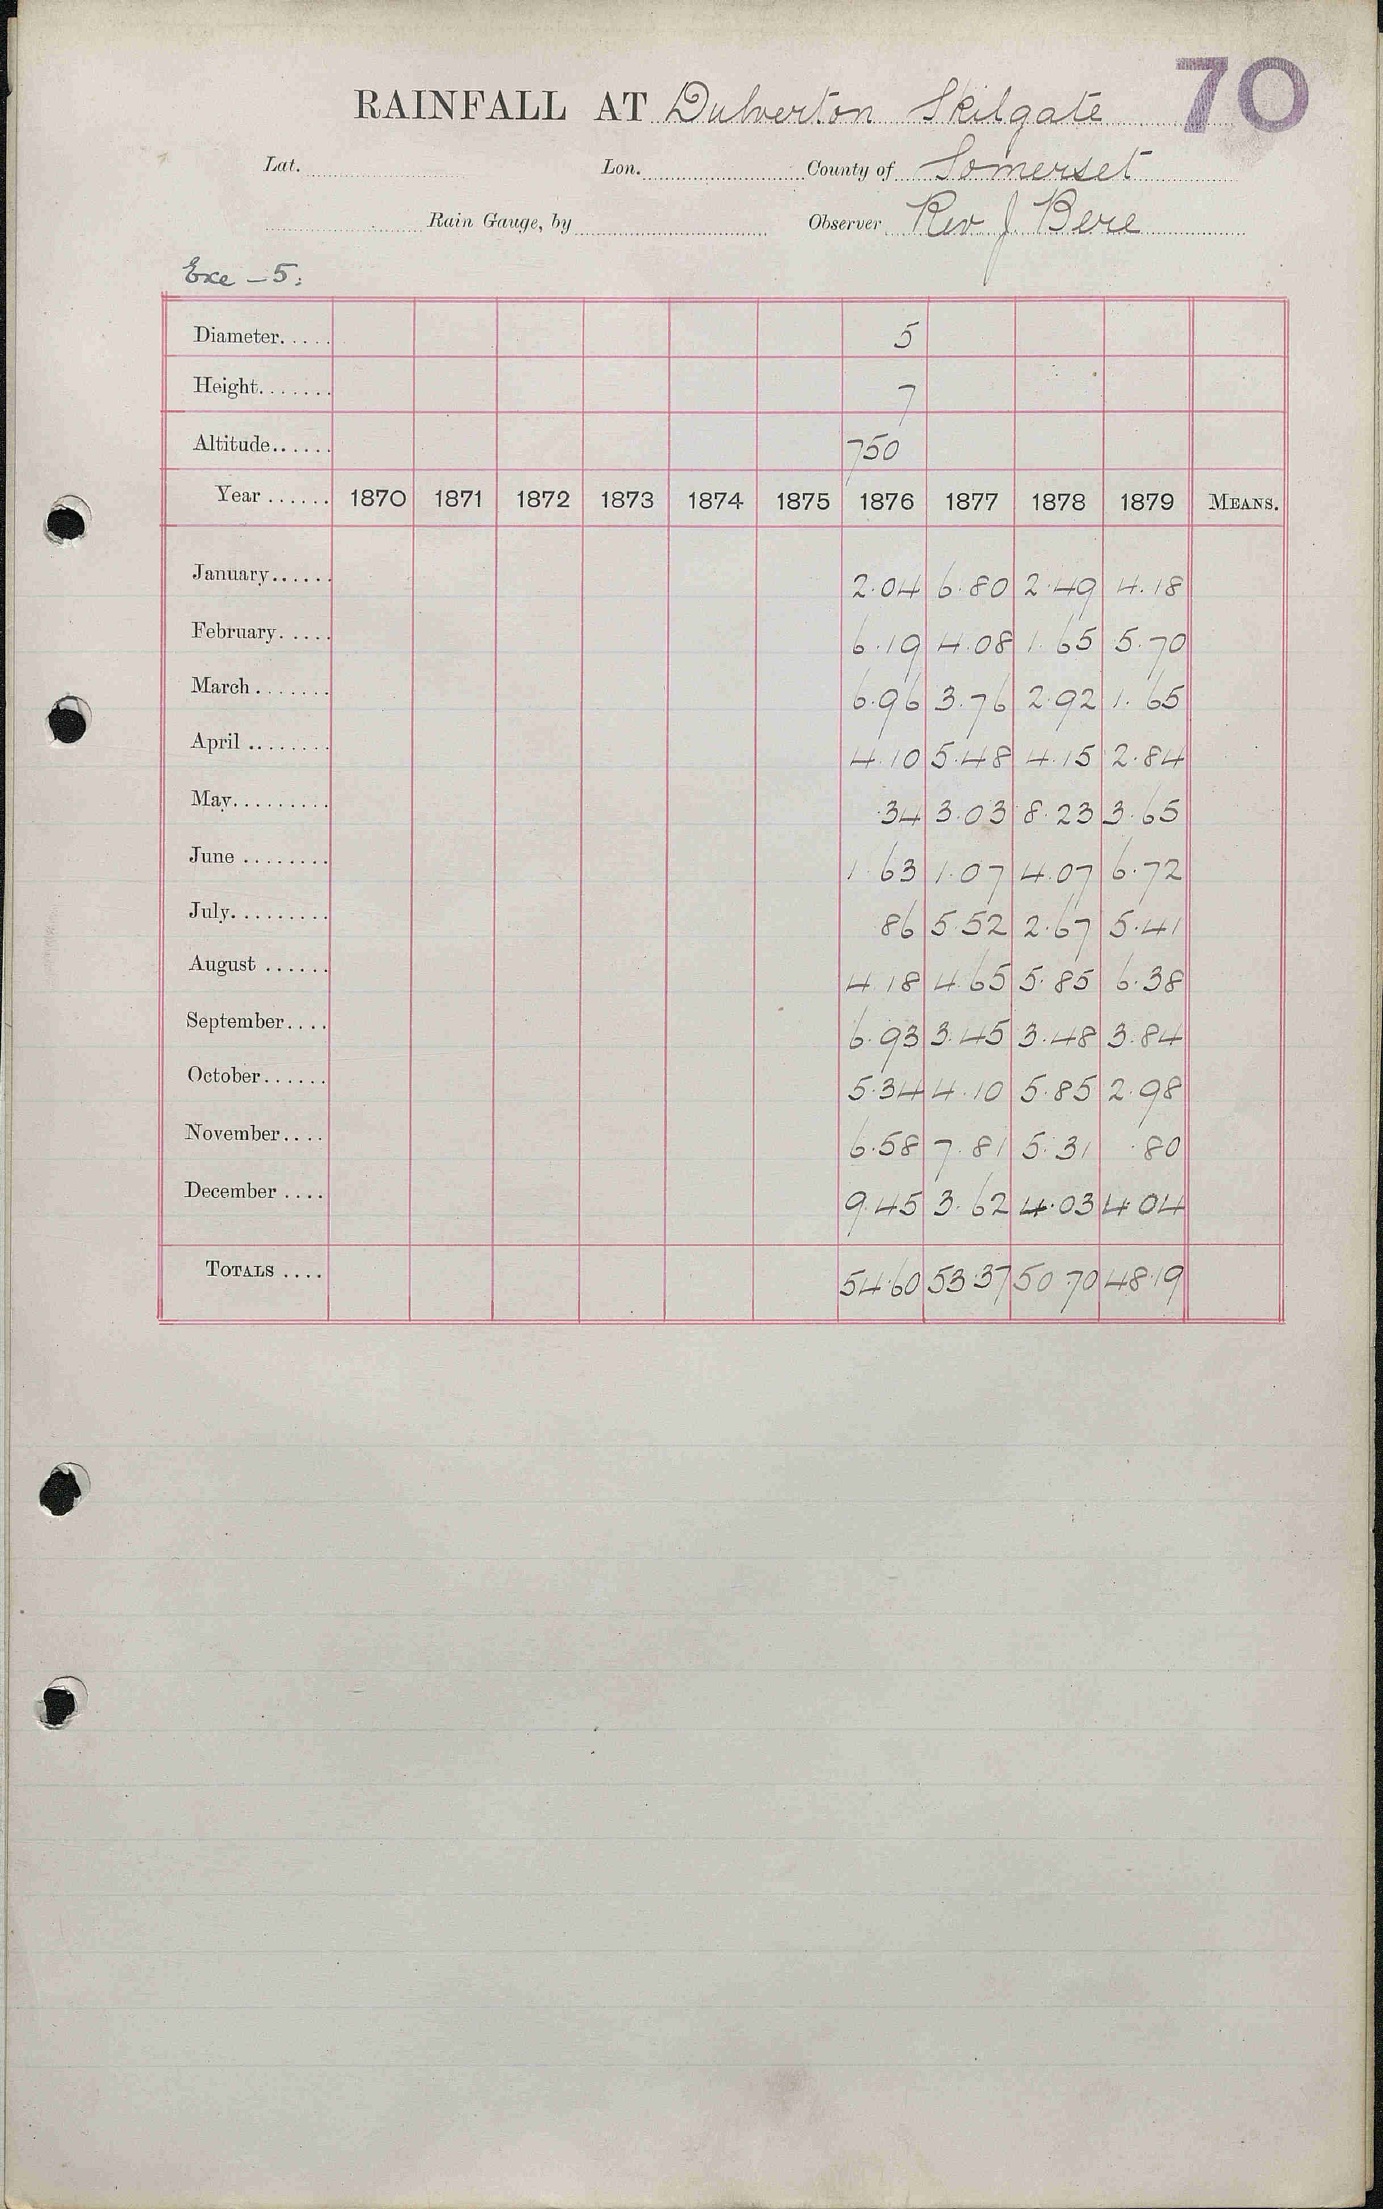 70
RAINFALL AT Dulverton Skilgate
Lat. Lon. County of Somerset
Rain Gauge, by Observer Rev J Bere
Exe – 5.
Diameter..... 5
Height....... 7
Altitude...... 750
Year ...... 1870 1871 1872 1873 1874 1875 1876 1877 1878 1879 MEANS.
January...... 2.04 6.80 2.49 4.18
February..... 6.19 4.08 1.65 5.70
March....... 6.96 3.76 2.92 1.65
April ........ 4.10 5.48 4.15 2.84
May......... .34 3.03 8.23 3.65
June ........ 1.63 1.07 4.07 6.72
July......... 86 5.52 2.67 5.41
August ...... 4.18 4.65 5.85 6.38
September.... 6.93 3.45 3.48 3.84
October...... 5.34 4.10 5.85 2.98
November.... 6.58 7.81 5.31 .80
December .... 9.45 3.62 4.03 4.04
TOTALS .... 54.60 53.37 50.70 48.19